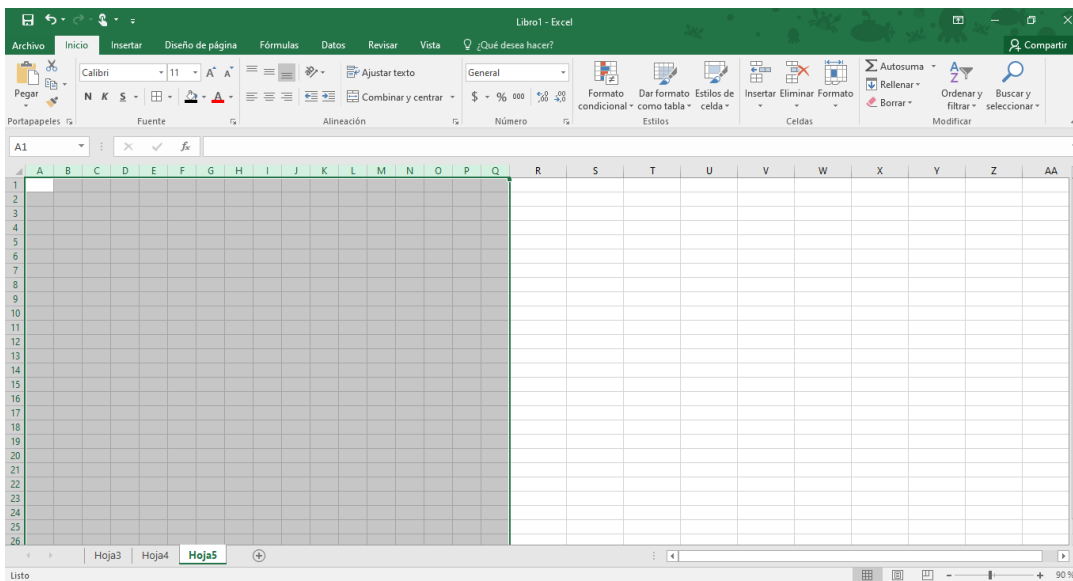 Libro1 - Excel
Archivo Inicio Insertar Diseño de página Fórmulas Datos Revisar Vista ¿Qué desea hacer? Compartir
Pegar
Calibri 11 A A
N K S A
Ajustar texto
Combinar y centrar
General
$ % 000
Formato condicional
Dar formato como tabla
Estilos de celda
Insertar Eliminar Formato
Autosuma
Rellenar
Borrar
Ordenar y filtrar
Buscar y seleccionar
Portapapeles Fuente Alineación Número Estilos Celdas Modificar
A1 fx
A B C D E F G H I J K L M N O P Q R S T U V W X Y Z AA
1
2
3
4
5
6
7
8
9
10
11
12
13
14
15
16
17
18
19
20
21
22
23
24
25
26
Hoja3 Hoja4 Hoja5
Listo 90 %